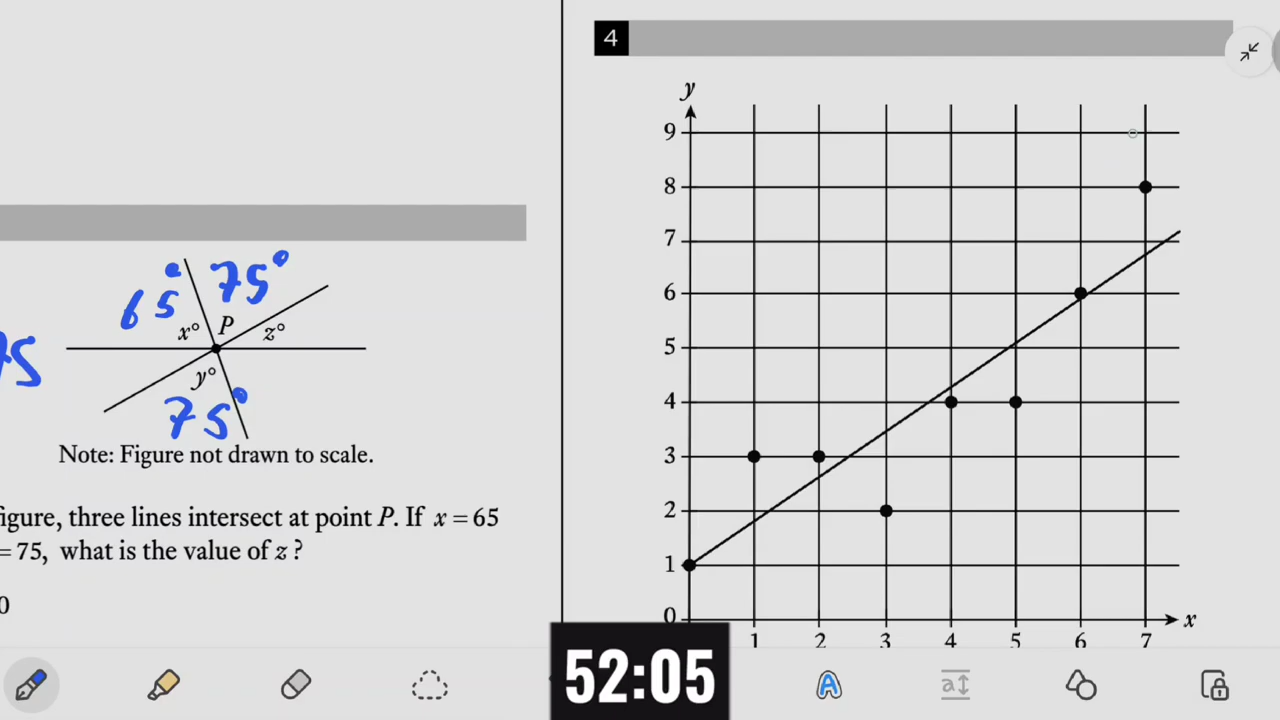 65° 75°
x° P z°
75
y°
75°
Note: Figure not drawn to scale.
figure, three lines intersect at point P. If x = 65
= 75, what is the value of z ?
0
4
y
9
8
7
6
5
4
3
2
1
0
1 2 3 4 5 6 7 x
52:05
A
a